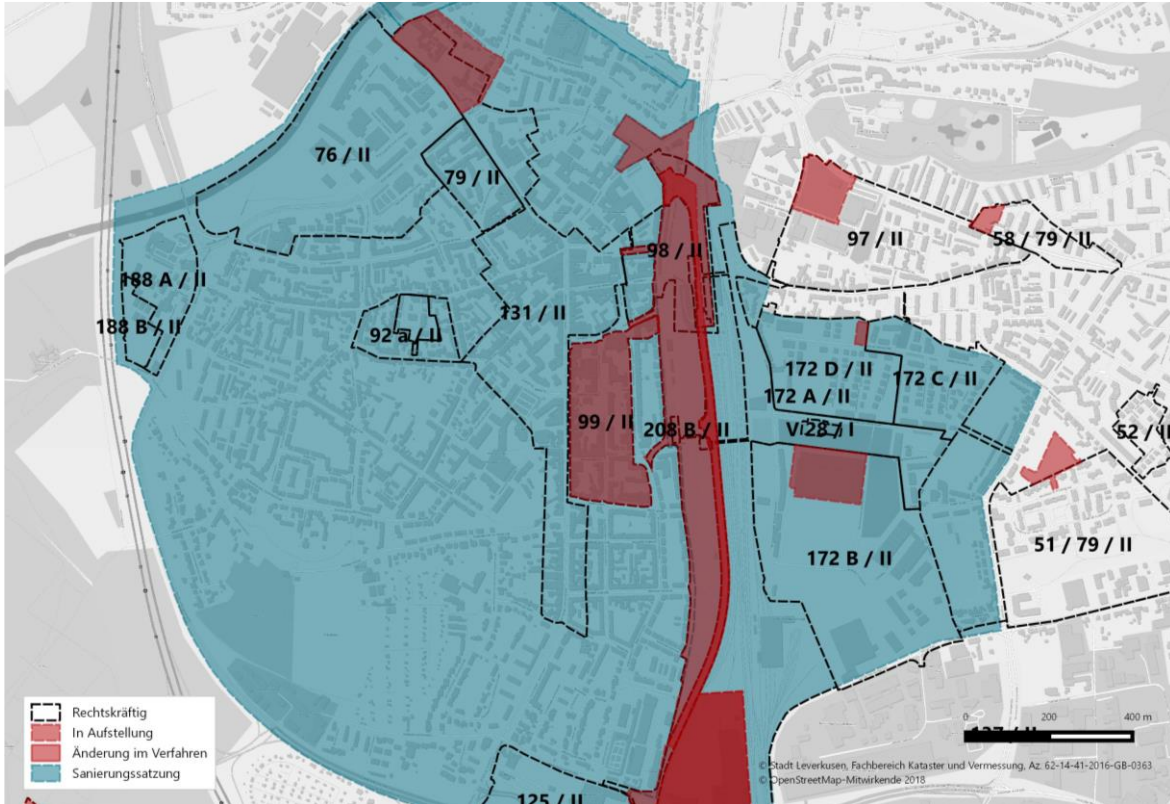 76 / II
79 / II
98 / II
97 / II
58 / 79 / II
188 A / II
188 B / II
92 a / II
131 / II
172 D / II
172 C / II
172 A / II
99 / II
208 B / II
52 / II
51 / 79 / II
172 B / II
125 / II
Rechtskräftig
In Aufstellung
Änderung im Verfahren
Sanierungssatzung
0 200 400 m
© Stadt Leverkusen, Fachbereich Kataster und Vermessung, Az. 62-14-41-2016-GB-0363
© OpenStreetMap-Mitwirkende 2018